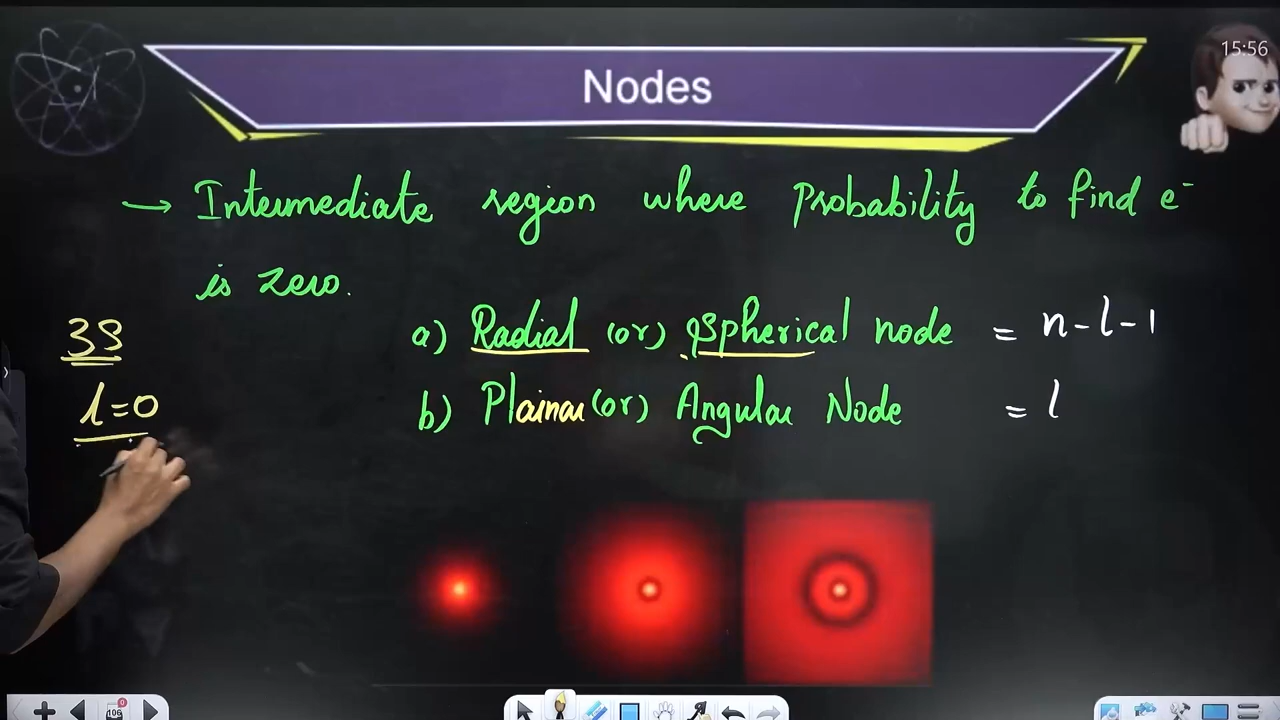 15:56
Nodes
→ Intermediate region where probability to find e⁻
is zero.
3S
l=0
a) Radial (or) Spherical node = n-l-1
b) Plainar (or) Angular Node = l
106